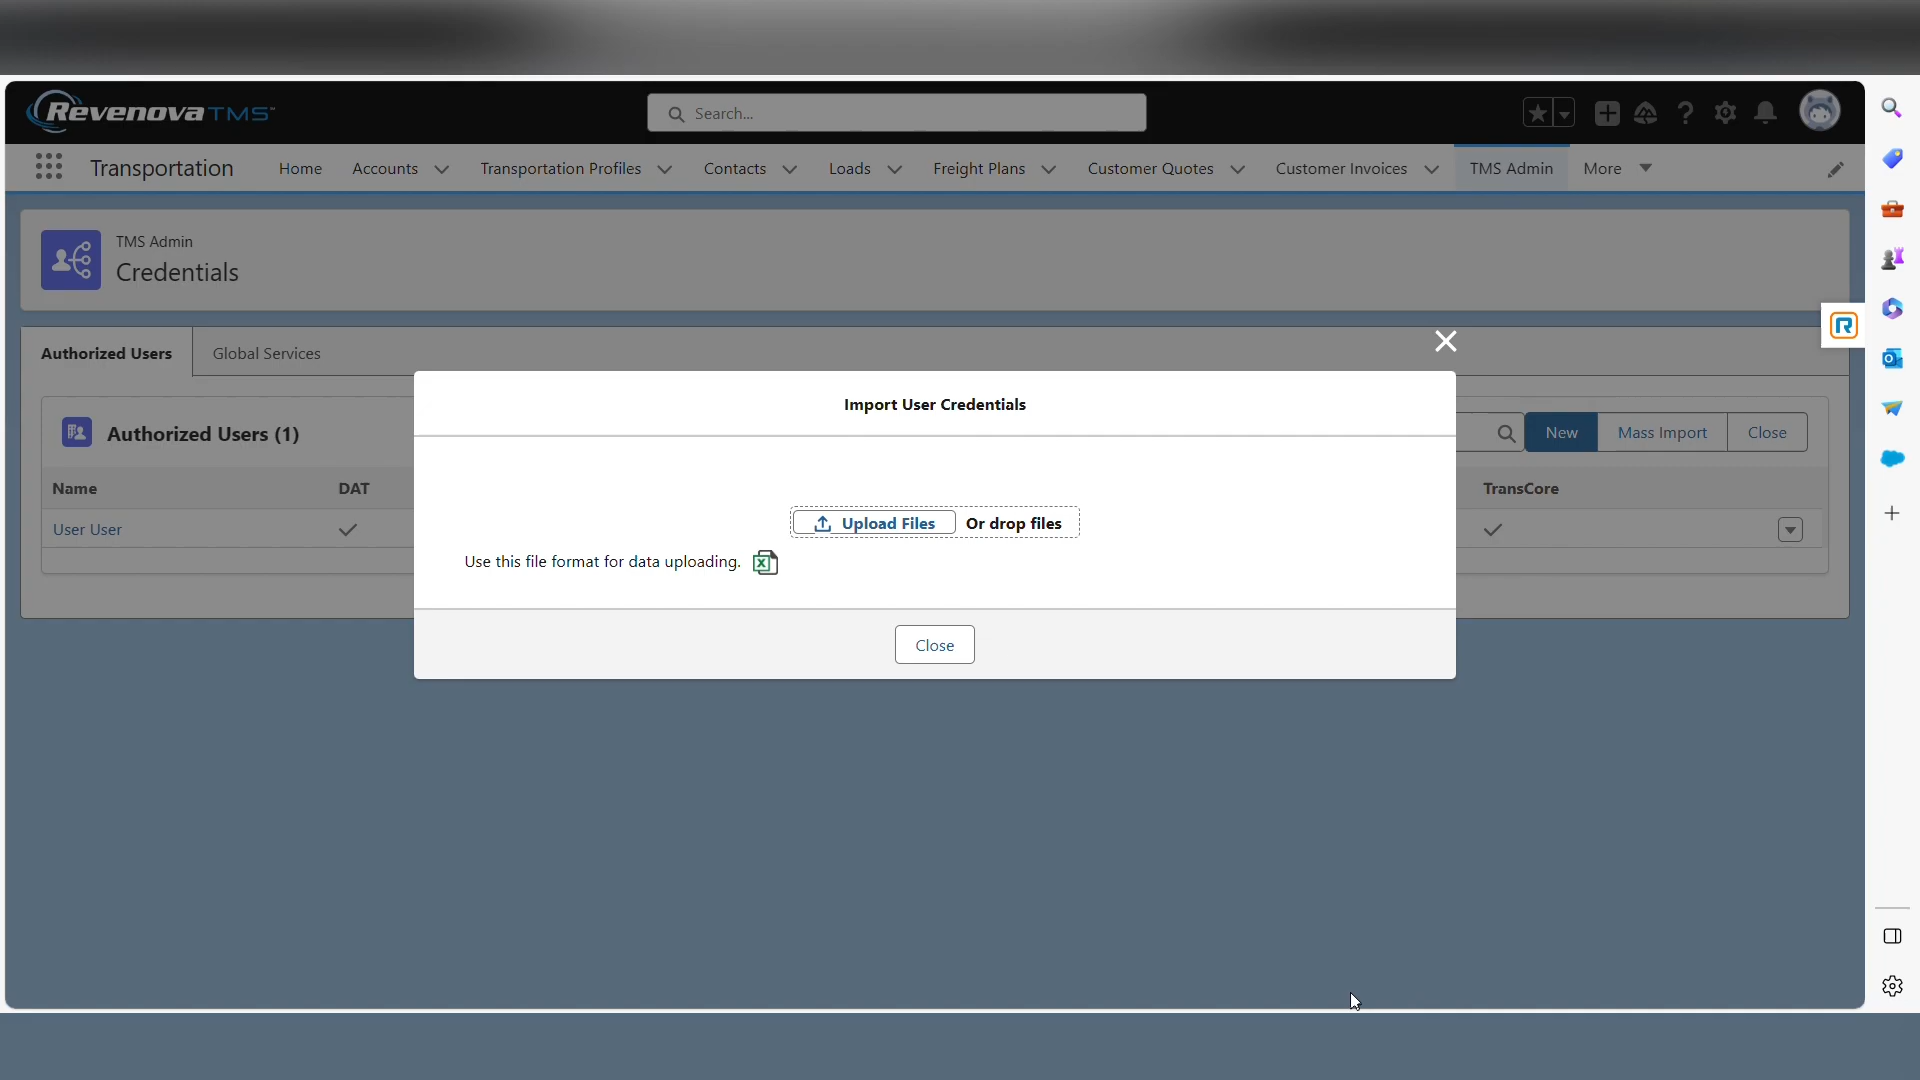 Revenova TMS™
Search...
Transportation
Home
Accounts
Transportation Profiles
Contacts
Loads
Freight Plans
Customer Quotes
Customer Invoices
TMS Admin
More
TMS Admin
Credentials
Authorized Users
Global Services
Import User Credentials
Authorized Users (1)
New
Mass Import
Close
Name
DAT
TransCore
Upload Files
Or drop files
User User
Use this file format for data uploading.
Close